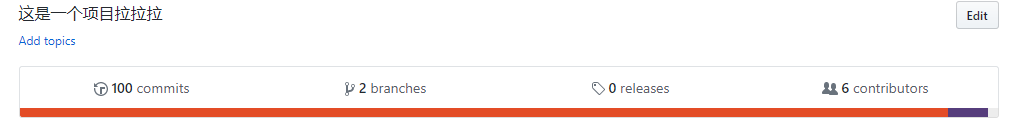 这是一个项目拉拉拉
Edit
Add topics
100 commits
2 branches
0 releases
6 contributors